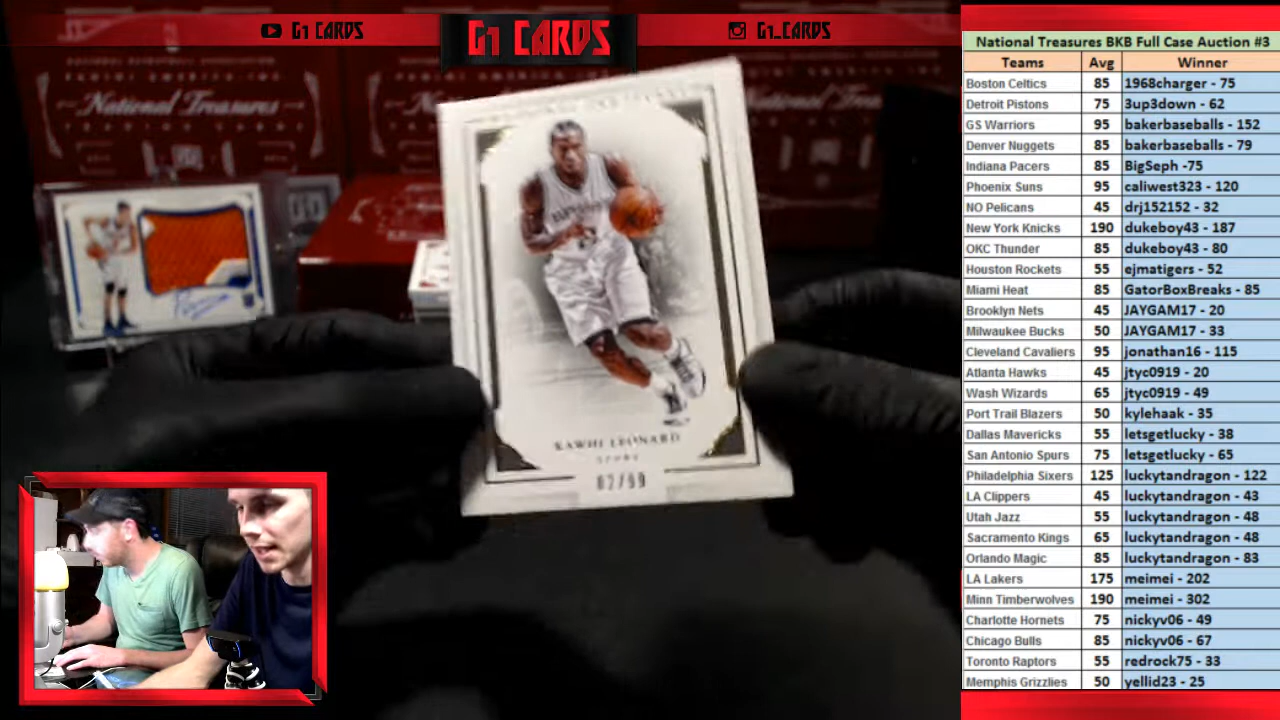 G1 CARDS
G1 CARDS
G1_CARDS
National Treasures
National Treasures
KAWHI LEONARD
SPURS
82/99
National Treasures BKB Full Case Auction #3
Teams Avg Winner
Boston Celtics 85 1968charger - 75
Detroit Pistons 75 3up3down - 62
GS Warriors 95 bakerbaseballs - 152
Denver Nuggets 85 bakerbaseballs - 79
Indiana Pacers 85 BigSeph -75
Phoenix Suns 95 caliwest323 - 120
NO Pelicans 45 drj152152 - 32
New York Knicks 190 dukeboy43 - 187
OKC Thunder 85 dukeboy43 - 80
Houston Rockets 55 ejmatigers - 52
Miami Heat 85 GatorBoxBreaks - 85
Brooklyn Nets 45 JAYGAM17 - 20
Milwaukee Bucks 50 JAYGAM17 - 33
Cleveland Cavaliers 95 jonathan16 - 115
Atlanta Hawks 45 jtyc0919 - 20
Wash Wizards 65 jtyc0919 - 49
Port Trail Blazers 50 kylehaak - 35
Dallas Mavericks 55 letsgetlucky - 38
San Antonio Spurs 75 letsgetlucky - 65
Philadelphia Sixers 125 luckytandragon - 122
LA Clippers 45 luckytandragon - 43
Utah Jazz 55 luckytandragon - 48
Sacramento Kings 65 luckytandragon - 48
Orlando Magic 85 luckytandragon - 83
LA Lakers 175 meimei - 202
Minn Timberwolves 190 meimei - 302
Charlotte Hornets 75 nickyv06 - 49
Chicago Bulls 85 nickyv06 - 67
Toronto Raptors 55 redrock75 - 33
Memphis Grizzlies 50 yellid23 - 25